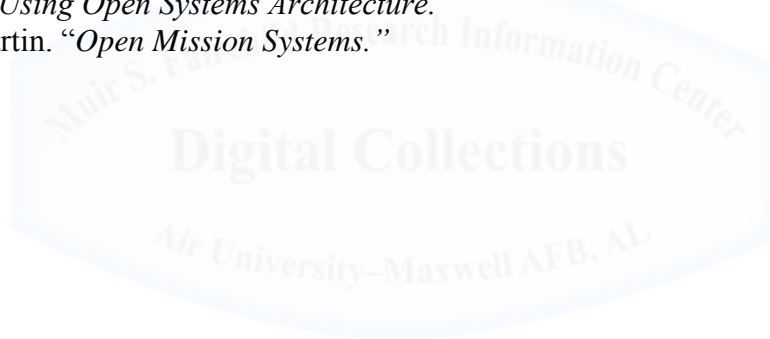 Using Open Systems Architecture.
rtin. “Open Mission Systems.”
Muir S. Fairchild Research Information Center
Digital Collections
Air University–Maxwell AFB, AL